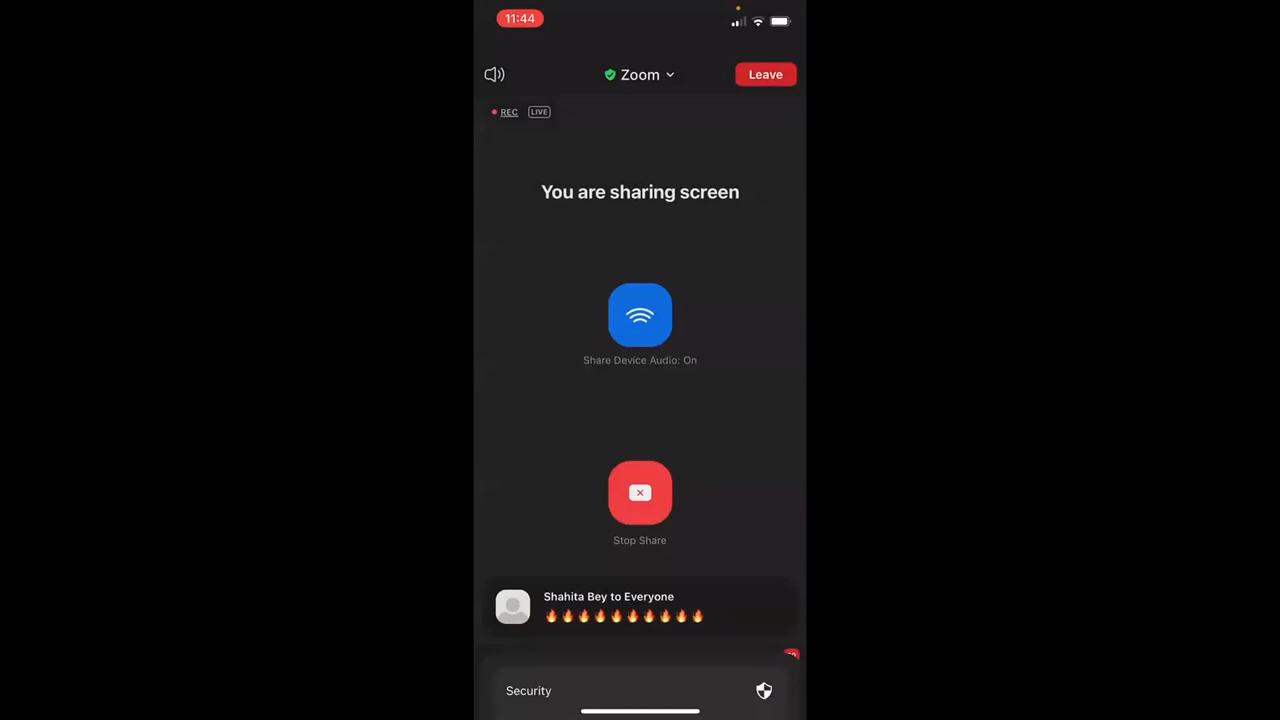 11:44
Zoom
Leave
REC LIVE
You are sharing screen
Share Device Audio: On
Stop Share
Shahita Bey to Everyone
🔥🔥🔥🔥🔥🔥🔥🔥🔥🔥
Security